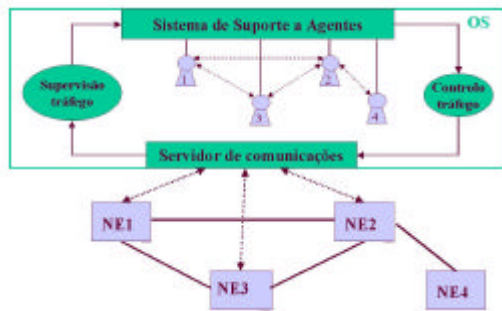 Sistema de Suporte a Agentes
OS
1
2
3
4
Supervisão
tráfego
Controlo
tráfego
Servidor de comunicações
NE1
NE2
NE3
NE4